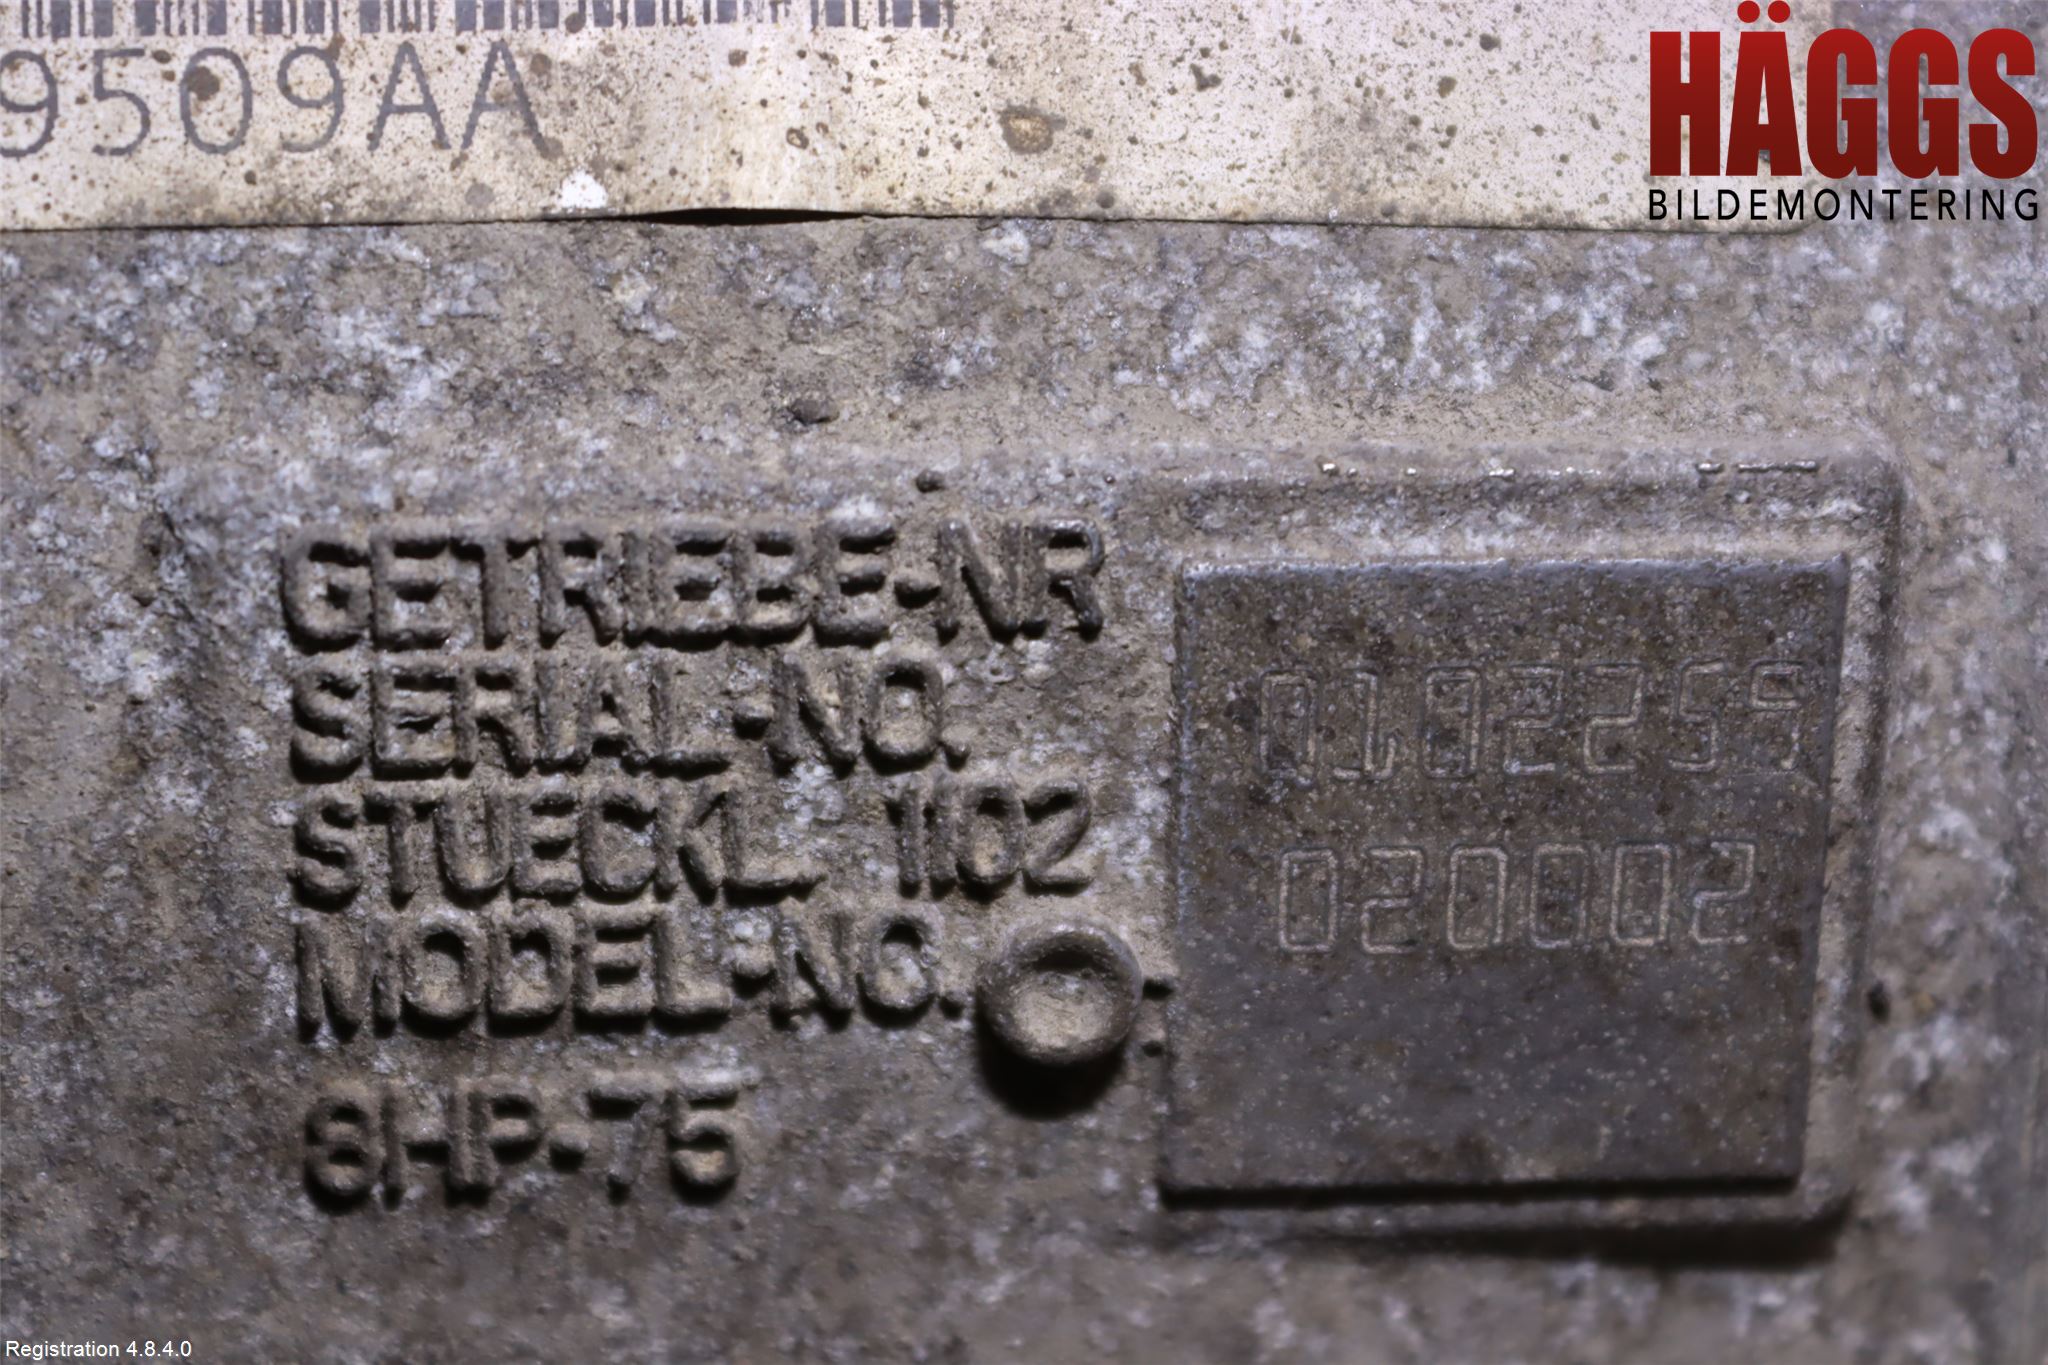 9509AA
HÄGGS
BILDEMONTERING
GETRIEBE-NR
SERIAL-NO.
STUECKL. 1102
MODEL-NO.
8HP-75
0102259
020002
Registration 4.8.4.0